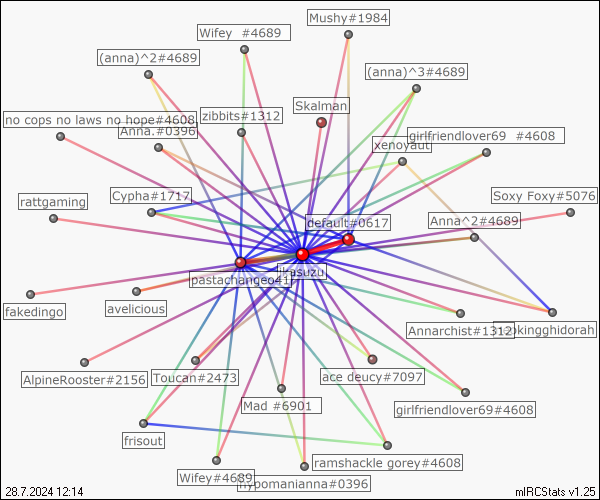 Mushy#1984
Wifey  #4689
(anna)^2#4689
(anna)^3#4689
Skalman
zibbits#1312
no cops no laws no hope#4608
Anna.#0396
girlfriendlover69  #4608
xenoyaut
Cypha#1717
Soxy Foxy#5076
rattgaming
default#0617
Anna^2#4689
likasuzu
pastachangeo41
fakedingo
avelicious
Annarchist#1312
AlpineRooster#2156
Toucan#2473
ace deucy#7097
Mad #6901
girlfriendlover69#4608
frisout
ramshackle gorey#4608
Wifey#4689
hypomanianna#0396
28.7.2024 12:14
mIRCStats v1.25